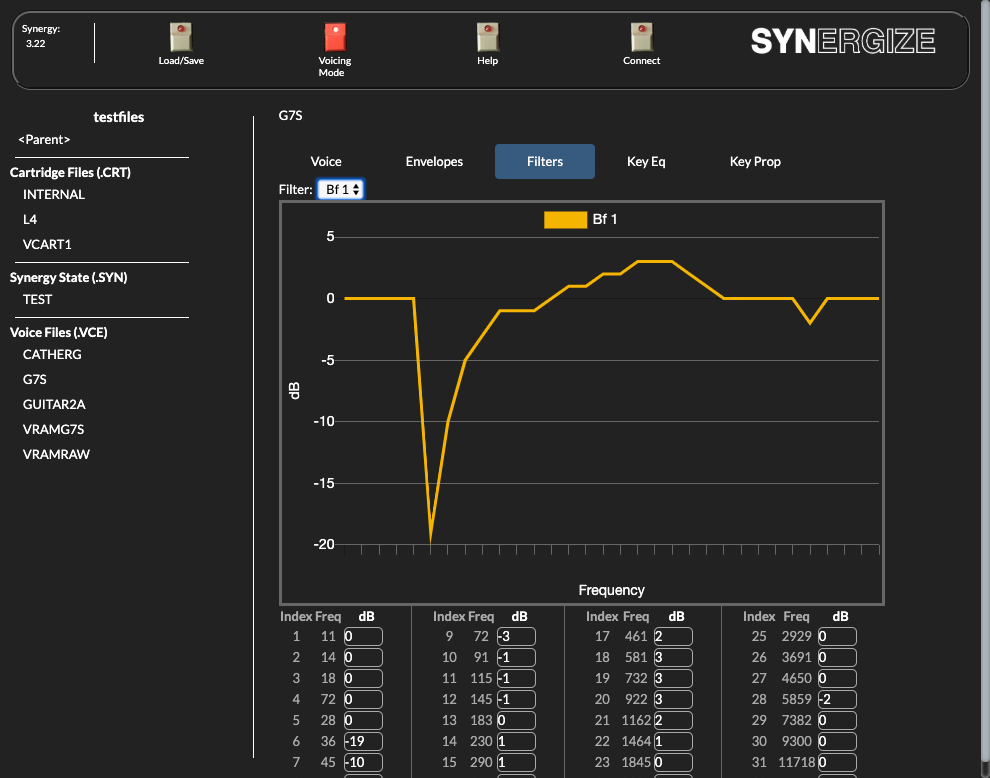 Synergy:
3.22
Load/Save
Voicing
Mode
Help
Connect
SYNERGIZE
testfiles
<Parent>
Cartridge Files (.CRT)
INTERNAL
L4
VCART1
Synergy State (.SYN)
TEST
Voice Files (.VCE)
CATHERG
G7S
GUITAR2A
VRAMG7S
VRAMRAW
G7S
Voice Envelopes Filters Key Eq Key Prop
Filter: Bf 1
Bf 1
5
0
-5
-10
-15
-20
dB
Frequency
Index Freq dB Index Freq dB Index Freq dB Index Freq dB
1 11 0 9 72 -3 17 461 2 25 2929 0
2 14 0 10 91 -1 18 581 3 26 3691 0
3 18 0 11 115 -1 19 732 3 27 4650 0
4 72 0 12 145 -1 20 922 3 28 5859 -2
5 28 0 13 183 0 21 1162 2 29 7382 0
6 36 -19 14 230 1 22 1464 1 30 9300 0
7 45 -10 15 290 1 23 1845 0 31 11718 0